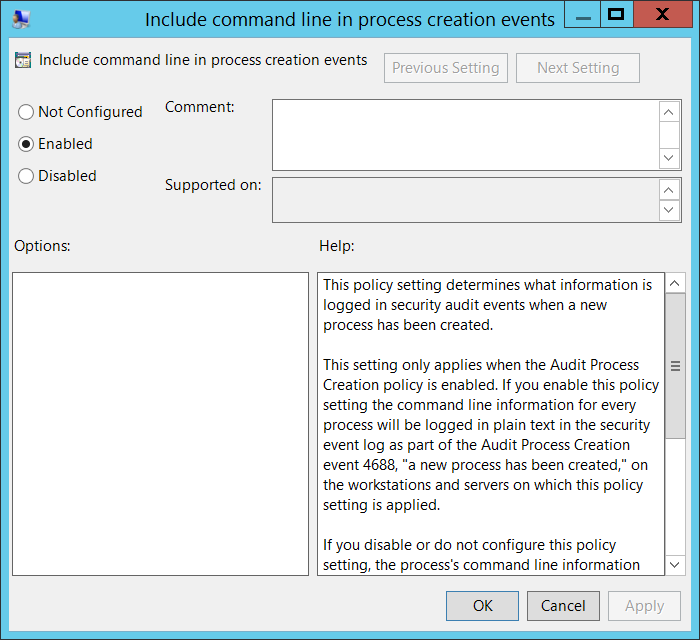 Include command line in process creation events
Include command line in process creation events
Previous Setting
Next Setting
Not Configured
Comment:
Enabled
Disabled
Supported on:
Options:
Help:
This policy setting determines what information is
logged in security audit events when a new
process has been created.
This setting only applies when the Audit Process
Creation policy is enabled. If you enable this policy
setting the command line information for every
process will be logged in plain text in the security
event log as part of the Audit Process Creation
event 4688, "a new process has been created," on
the workstations and servers on which this policy
setting is applied.
If you disable or do not configure this policy
setting, the process's command line information
OK
Cancel
Apply